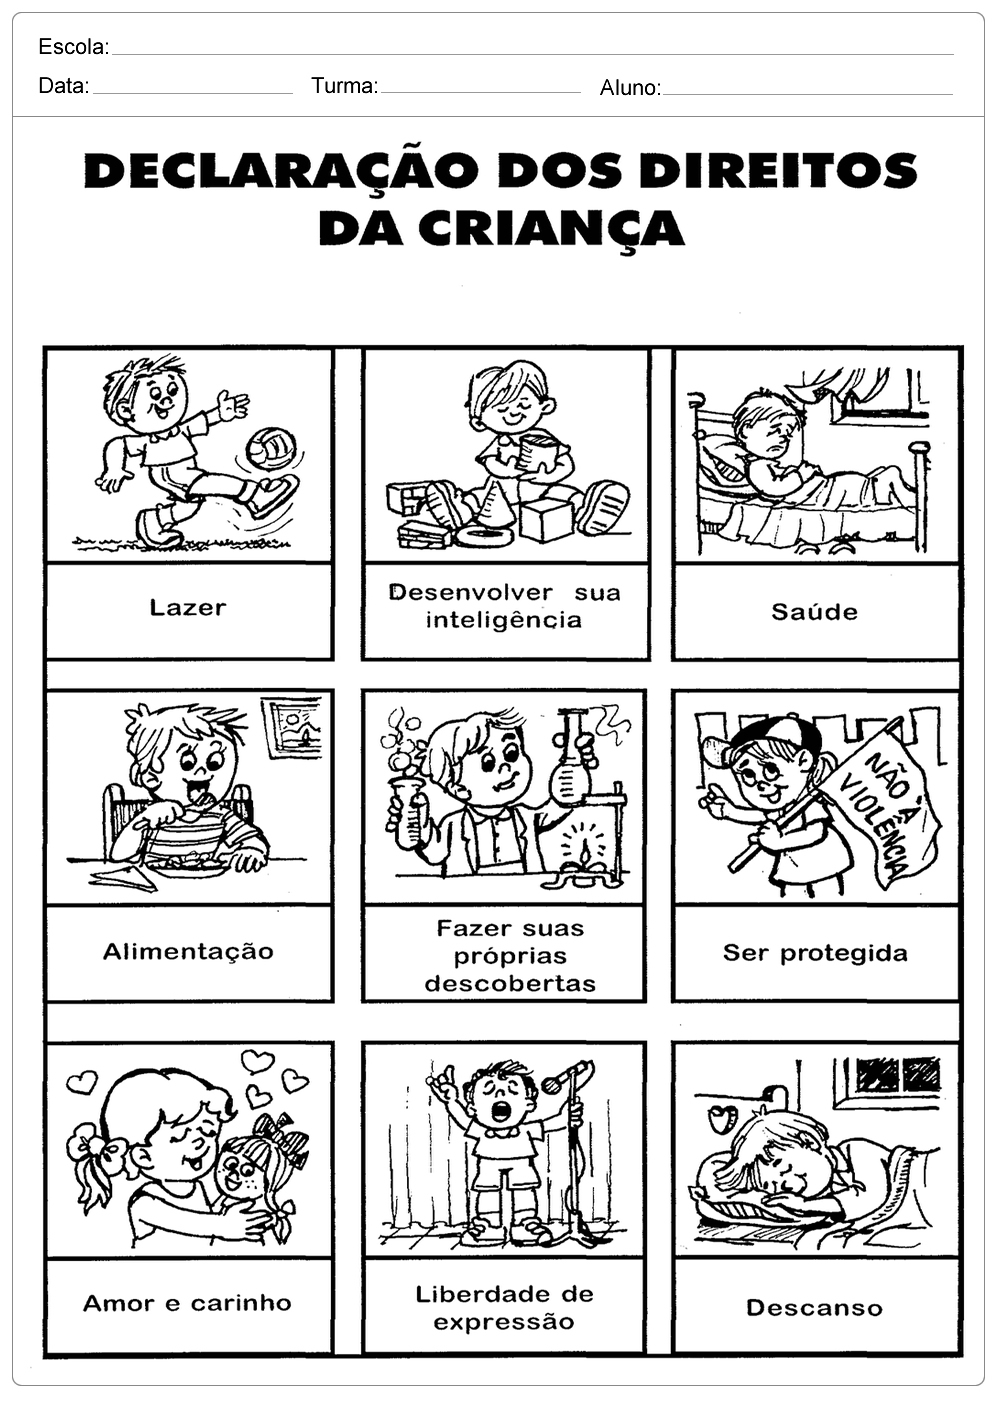 Escola:
Data: Turma: Aluno:
DECLARAÇÃO DOS DIREITOS
DA CRIANÇA
Lazer
Desenvolver sua
inteligência
Saúde
NÃO À
VIOLÊNCIA
Alimentação
Fazer suas
próprias
descobertas
Ser protegida
Amor e carinho
Liberdade de
expressão
Descanso